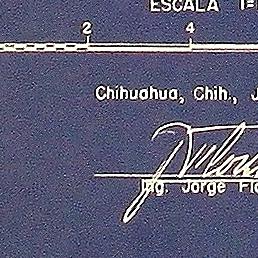 ESCALA
2 4
Chihuahua, Chih.,
Ing. Jorge